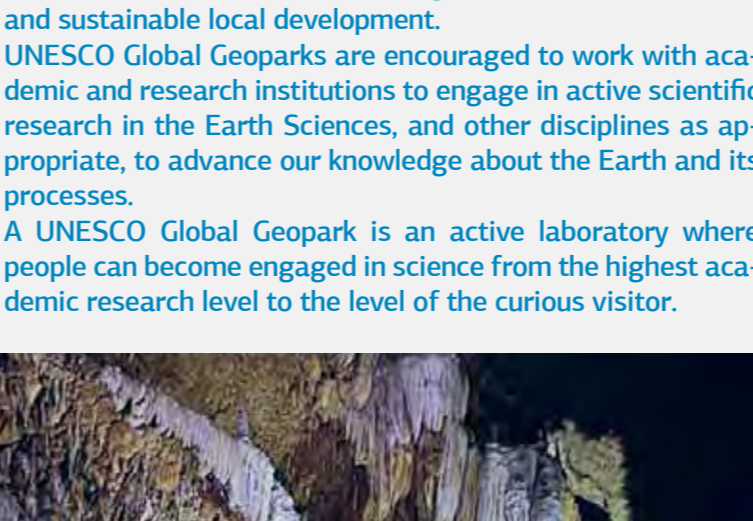 and sustainable local development.
UNESCO Global Geoparks are encouraged to work with aca-
demic and research institutions to engage in active scientific
research in the Earth Sciences, and other disciplines as ap-
propriate, to advance our knowledge about the Earth and its
processes.
A UNESCO Global Geopark is an active laboratory where
people can become engaged in science from the highest aca-
demic research level to the level of the curious visitor.